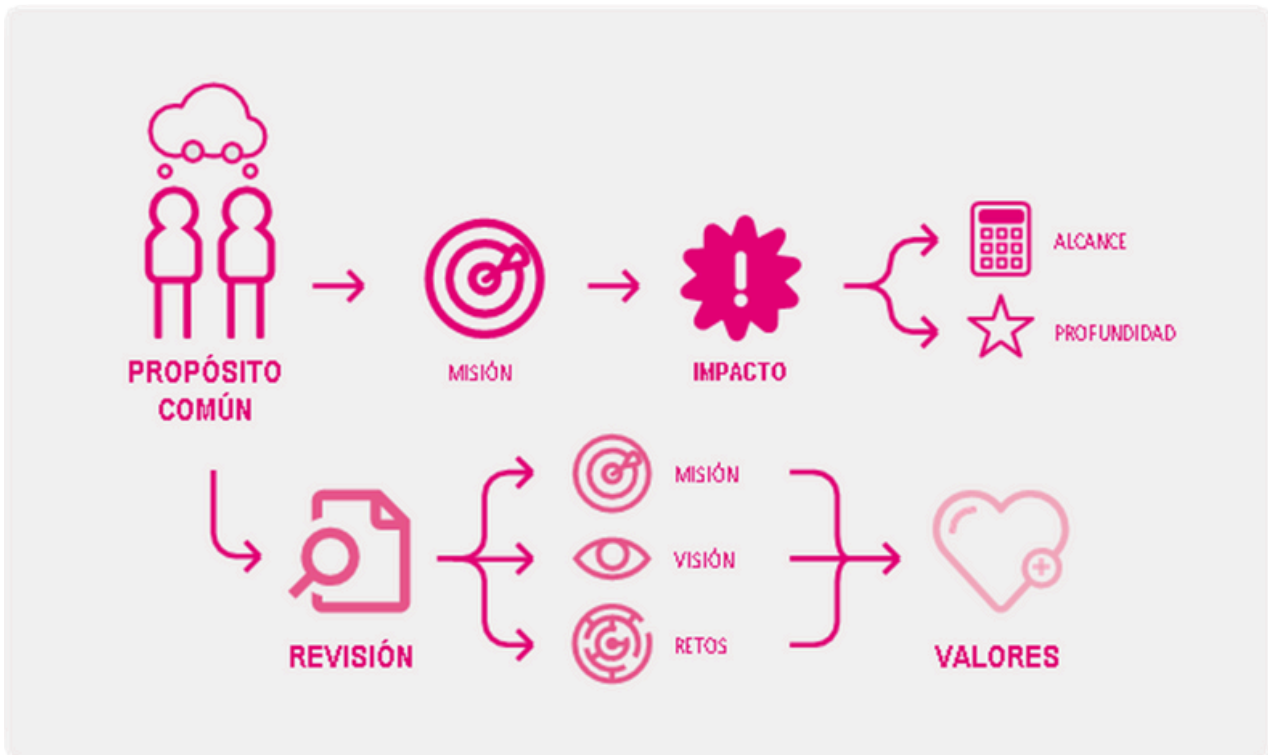 ALCANCE
PROFUNDIDAD
PROPÓSITO
COMÚN
MISIÓN
IMPACTO
MISIÓN
VISIÓN
RETOS
REVISIÓN
VALORES